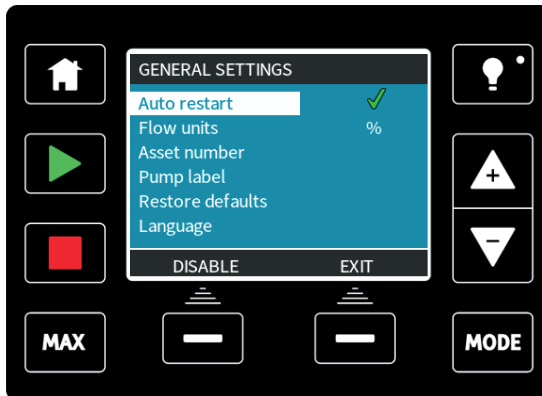 GENERAL SETTINGS
Auto restart
Flow units %
Asset number
Pump label
Restore defaults
Language
DISABLE EXIT
MAX
MODE